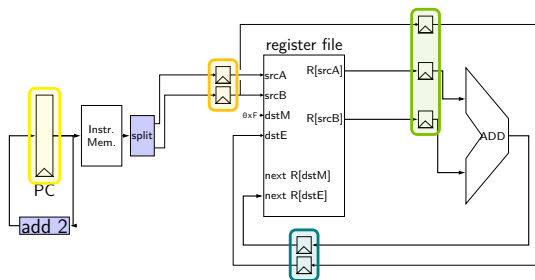 register file
srcA
srcB
0xF
dstM
dstE
next R[dstM]
next R[dstE]
R[srcA]
R[srcB]
Instr.
Mem.
split
ADD
PC
add 2